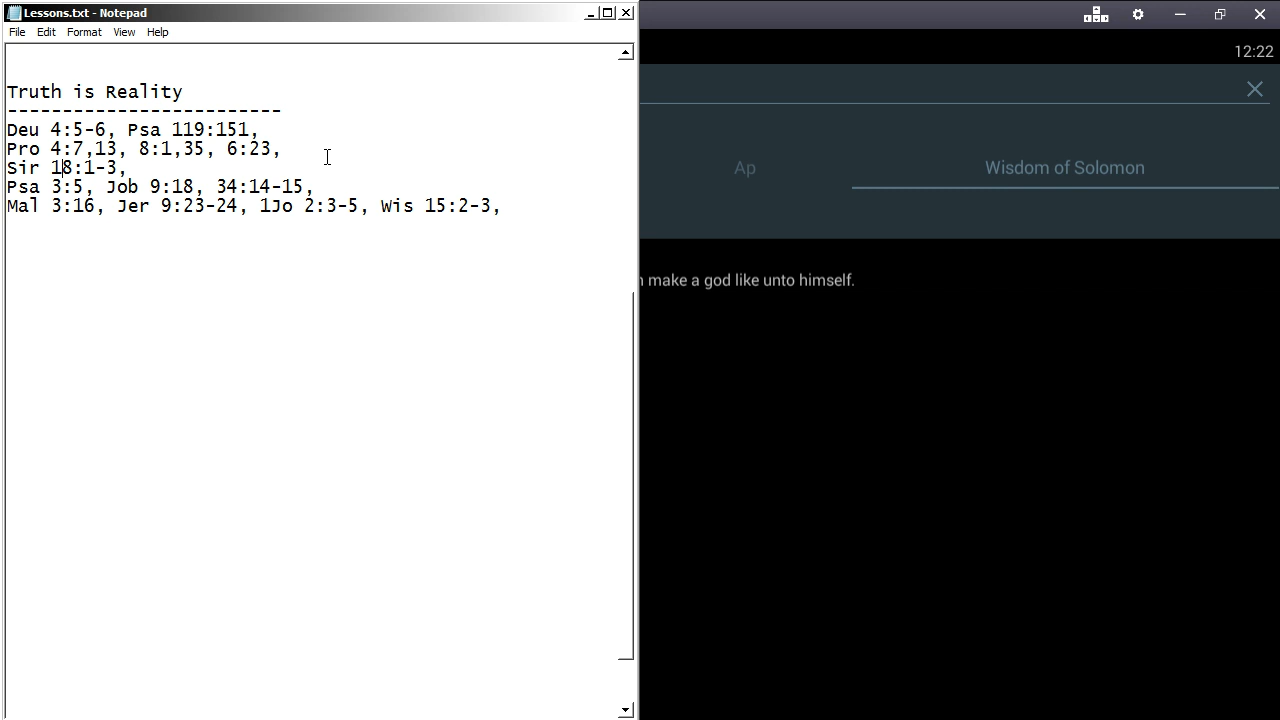 Lessons.txt - Notepad
File Edit Format View Help
12:22
Truth is Reality
-------------------------
Deu 4:5-6, Psa 119:151,
Pro 4:7,13, 8:1,35, 6:23,
Sir 18:1-3,
Psa 3:5, Job 9:18, 34:14-15,
Mal 3:16, Jer 9:23-24, 1Jo 2:3-5, Wis 15:2-3,
Ap
Wisdom of Solomon
make a god like unto himself.